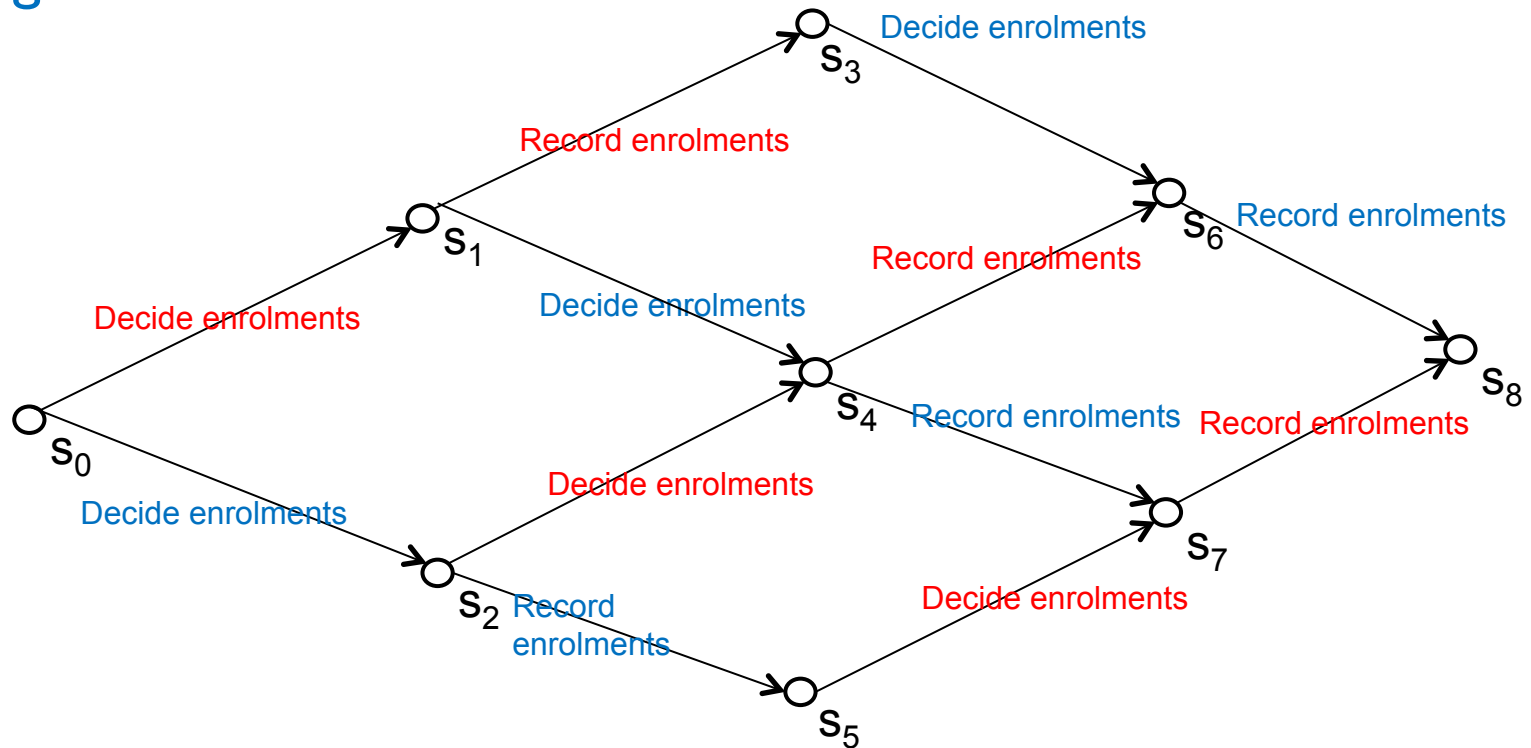 g
Decide enrolments
S3
Record enrolments
S6
Record enrolments
S1
Record enrolments
Decide enrolments
Decide enrolments
S8
S4
Record enrolments
Record enrolments
S0
Decide enrolments
Decide enrolments
S7
S2
Record
enrolments
Decide enrolments
S5